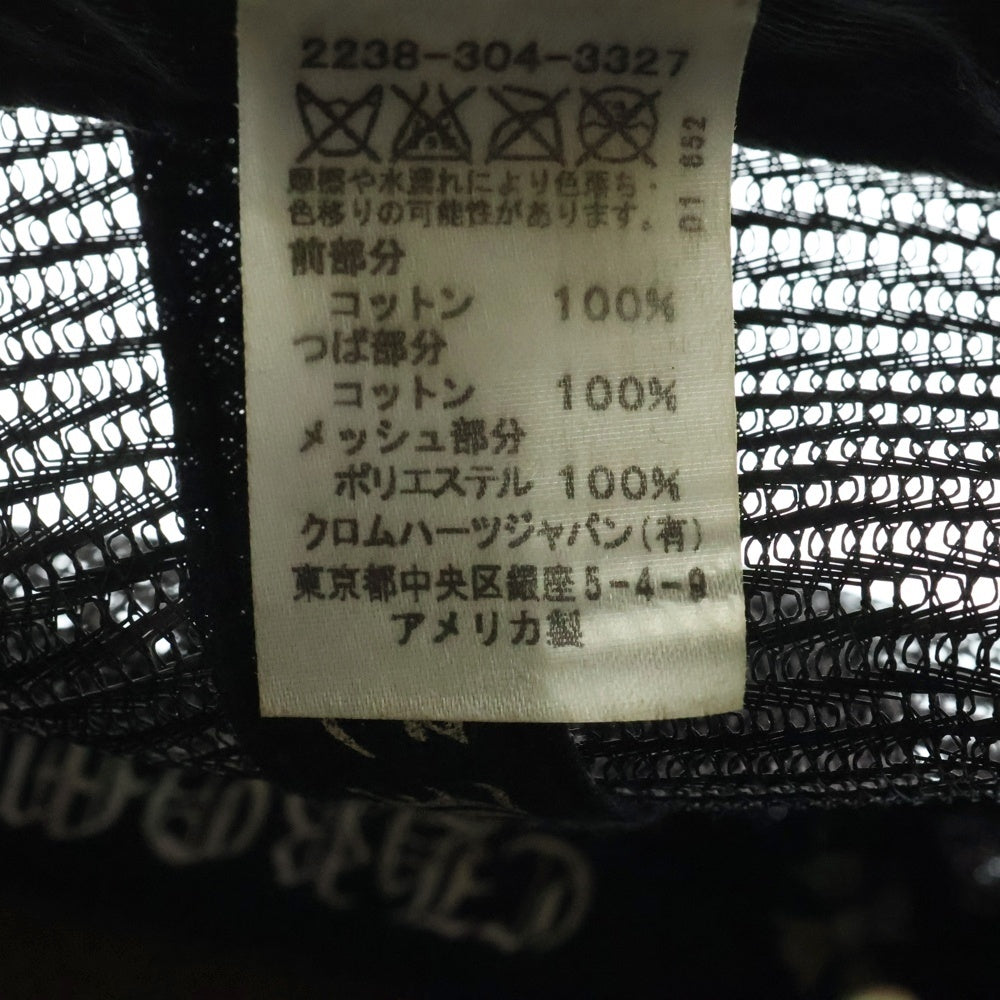 2238-304-3327
摩擦や水濡れにより色落ち・
色移りの可能性があります。
01 652
前部分
コットン 100%
つば部分
コットン 100%
メッシュ部分
ポリエステル 100%
クロムハーツジャパン(有)
東京都中央区銀座5-4-9
アメリカ製